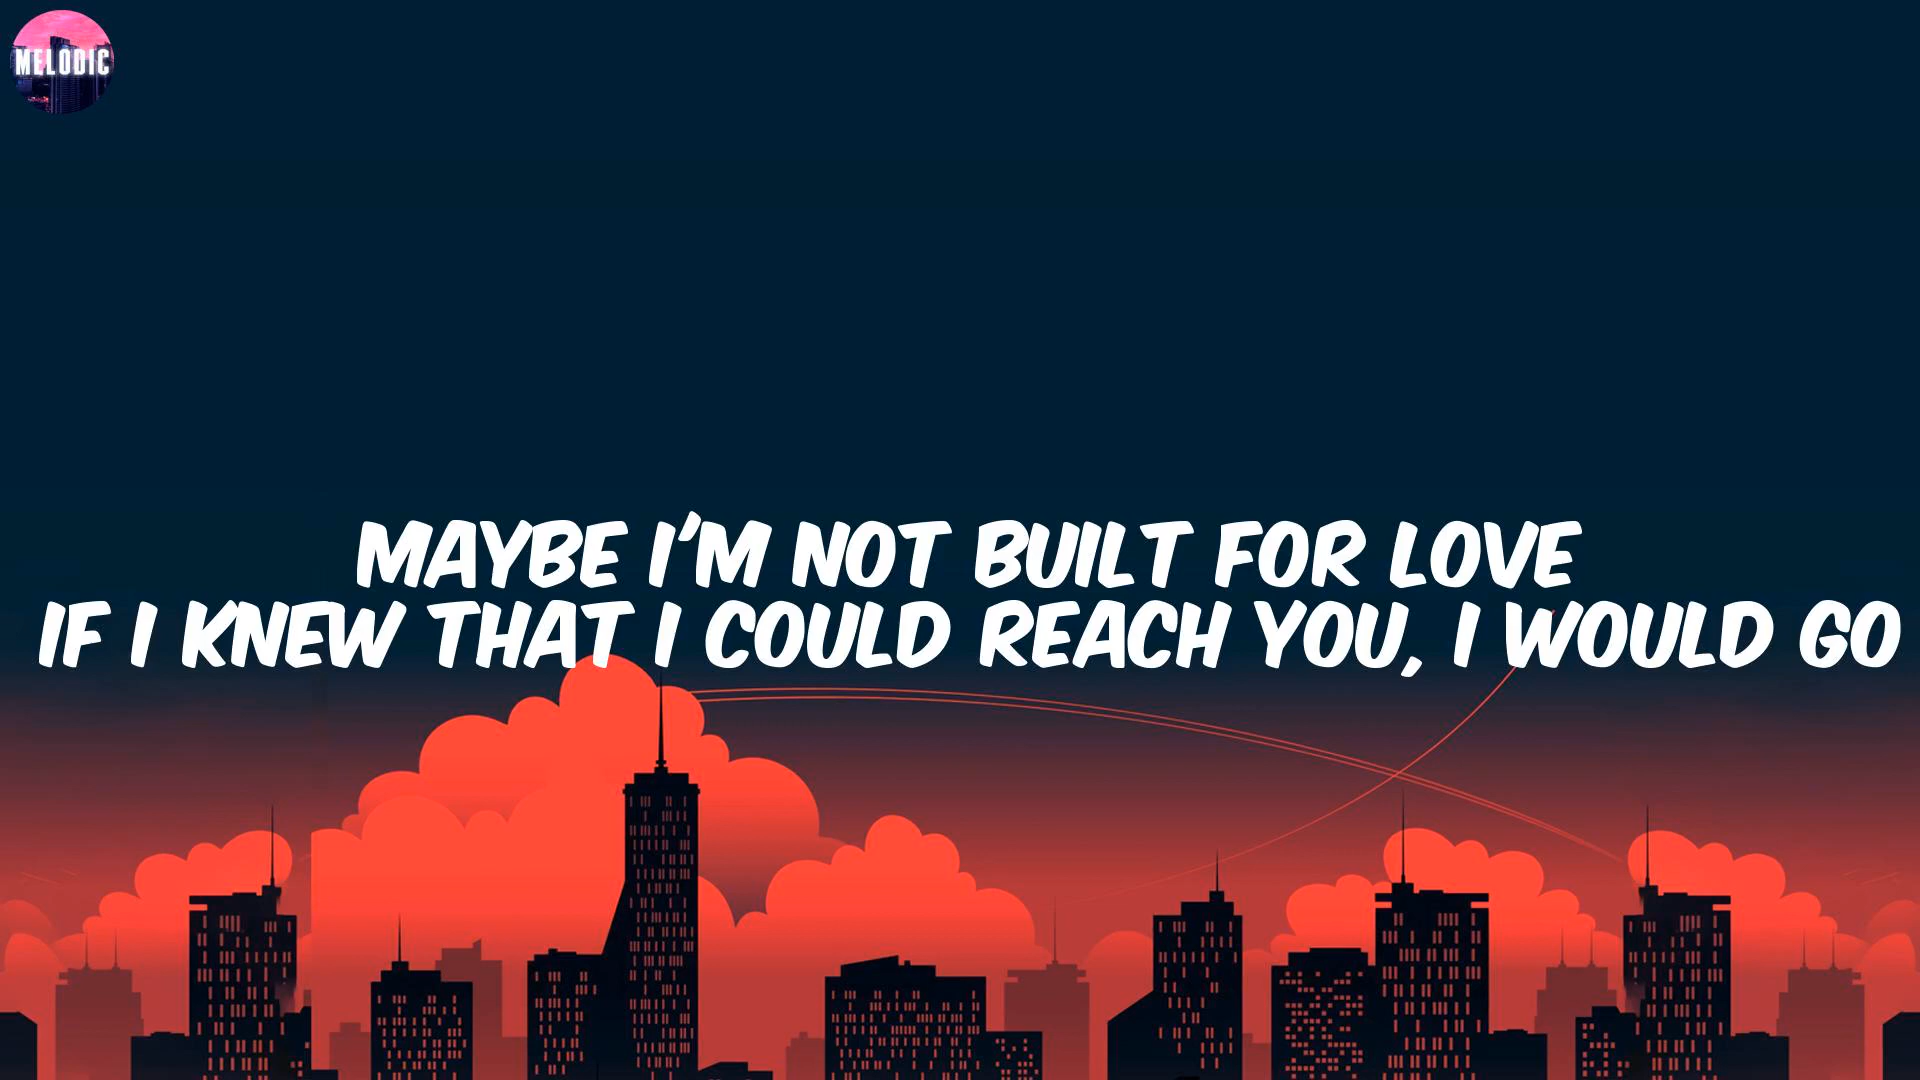 MELODIC
MAYBE I'M NOT BUILT FOR LOVE
IF I KNEW THAT I COULD REACH YOU, I WOULD GO